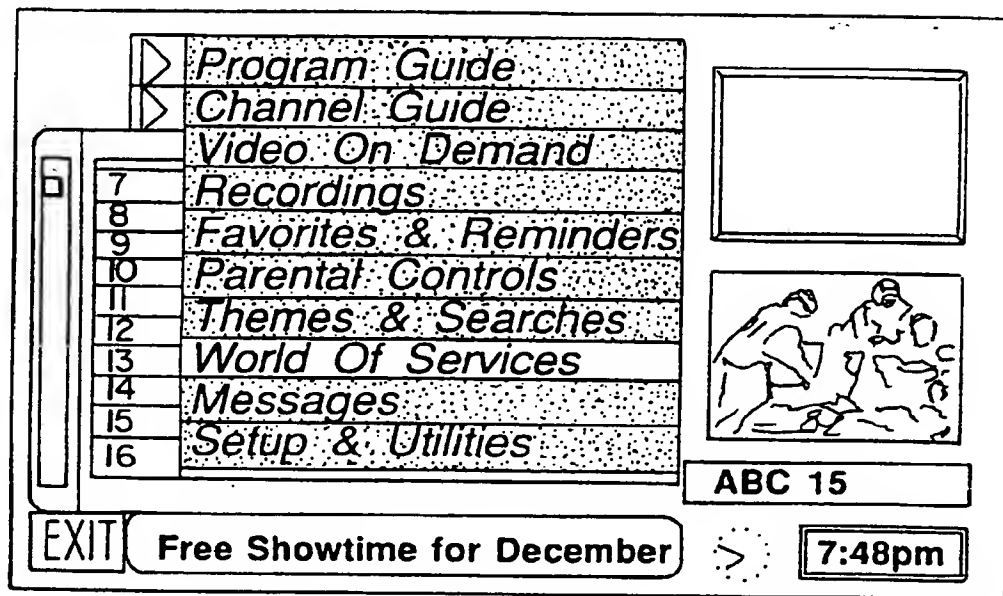 Program Guide
Channel Guide
Video On Demand
7 Recordings
8
9 Favorites & Reminders
10 Parental Controls
11
12 Themes & Searches
13 World Of Services
14 Messages
15
16 Setup & Utilities
ABC 15
EXIT Free Showtime for December 7:48pm